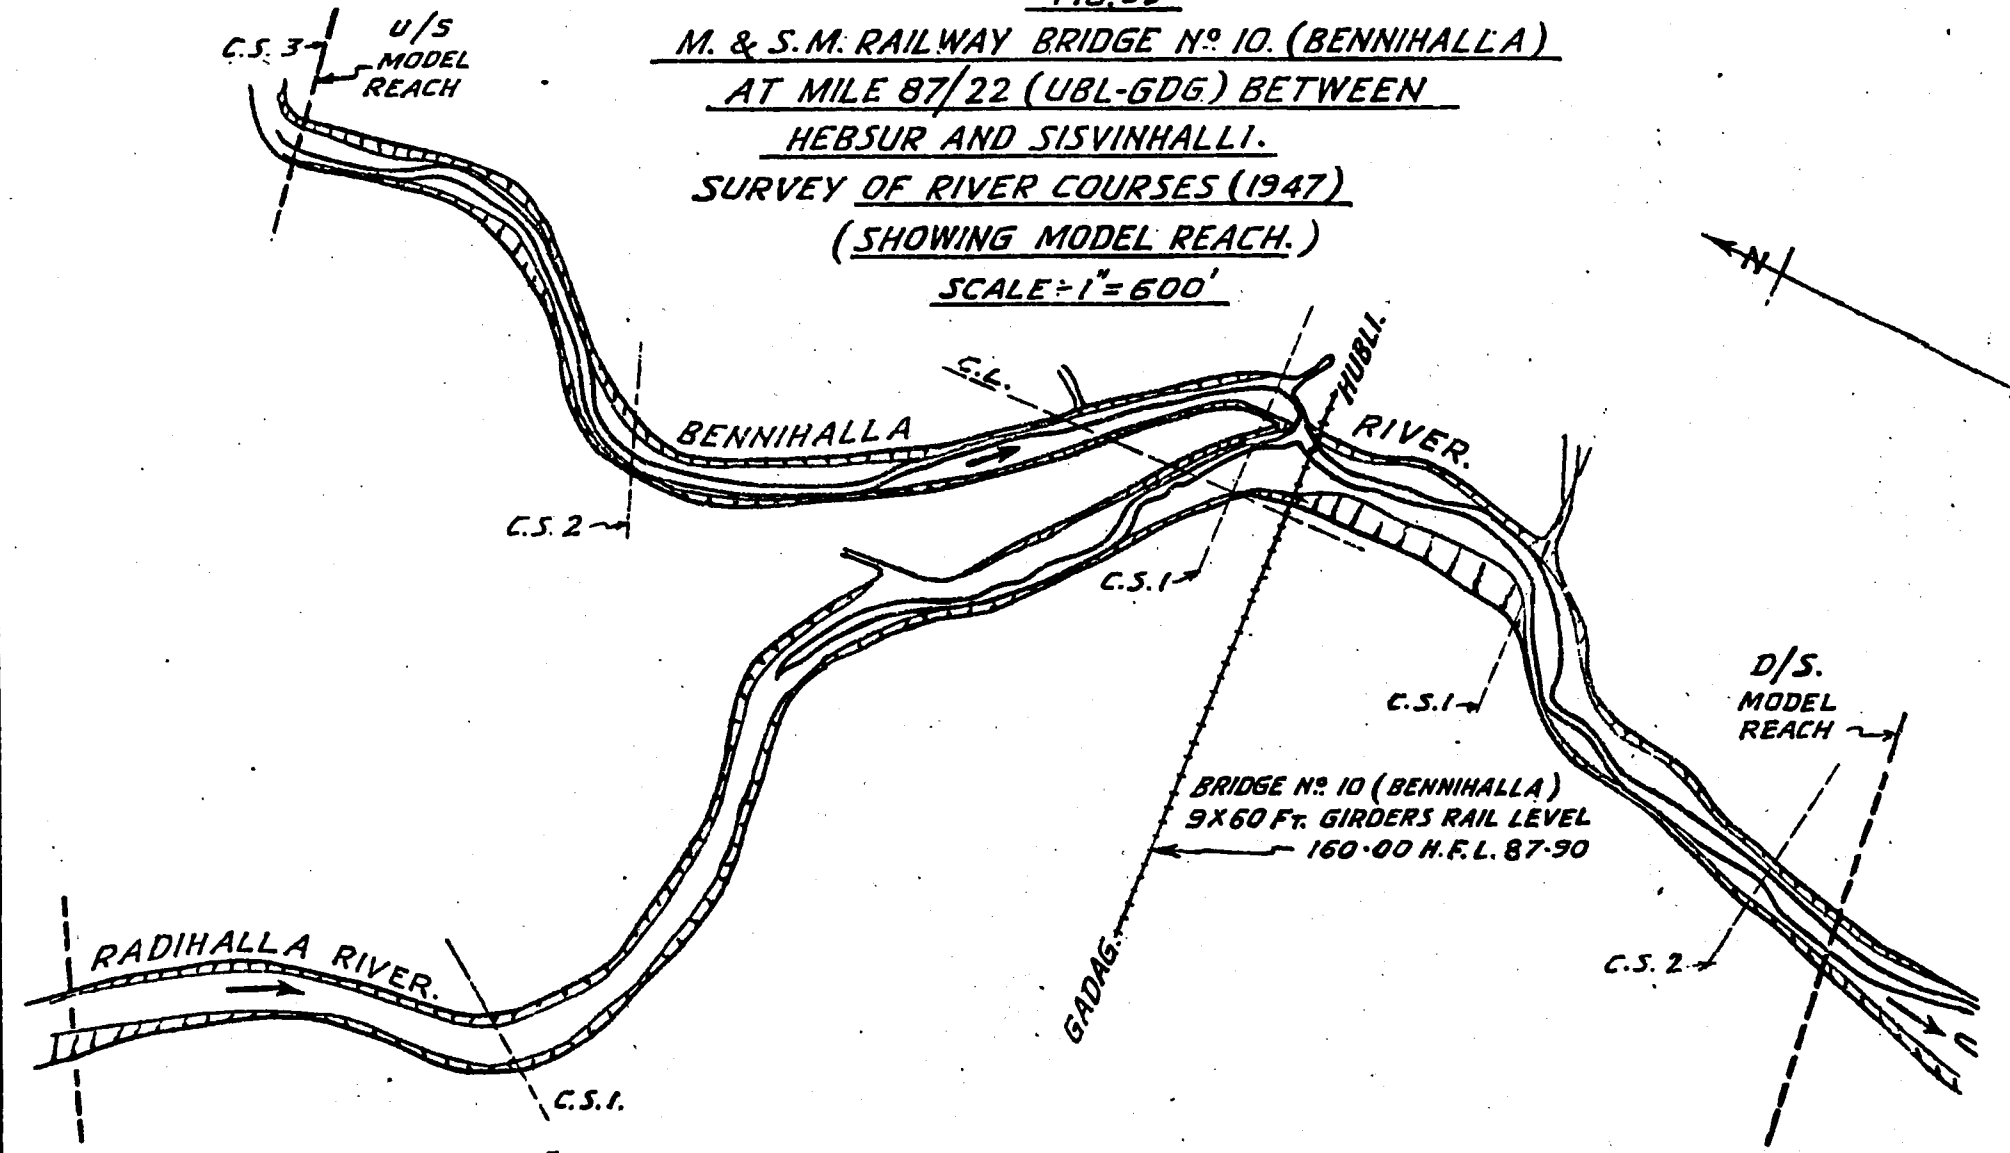 M. & S.M. RAILWAY BRIDGE Nº 10. (BENNIHALLA)
AT MILE 87/22 (UBL-GDG) BETWEEN
HEBSUR AND SISVINHALLI.
SURVEY OF RIVER COURSES (1947)
(SHOWING MODEL REACH.)
SCALE÷1"=600'
C.S. 3
U/S
MODEL
REACH
N
HUBLI.
C.L.
BENNIHALLA
RIVER.
C.S. 2
C.S.1
C.S.1
D/S.
MODEL
REACH
BRIDGE Nº 10 (BENNIHALLA)
9X60 FT. GIRDERS RAIL LEVEL
160·00 H.F.L. 87·90
RADIHALLA RIVER.
GADAG.
C.S. 2
C.S.1.